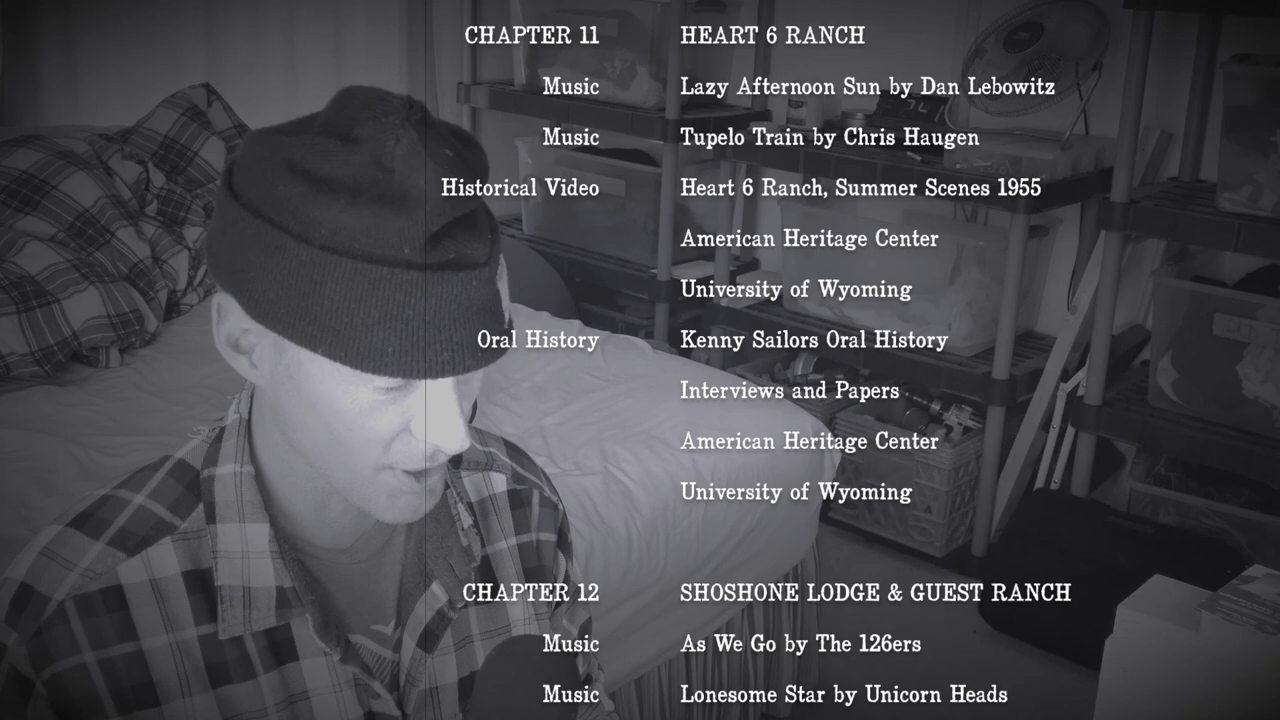 CHAPTER 11 HEART 6 RANCH
Music Lazy Afternoon Sun by Dan Lebowitz
Music Tupelo Train by Chris Haugen
Historical Video Heart 6 Ranch, Summer Scenes 1955
American Heritage Center
University of Wyoming
Oral History Kenny Sailors Oral History
Interviews and Papers
American Heritage Center
University of Wyoming
CHAPTER 12 SHOSHONE LODGE & GUEST RANCH
Music As We Go by The 126ers
Music Lonesome Star by Unicorn Heads